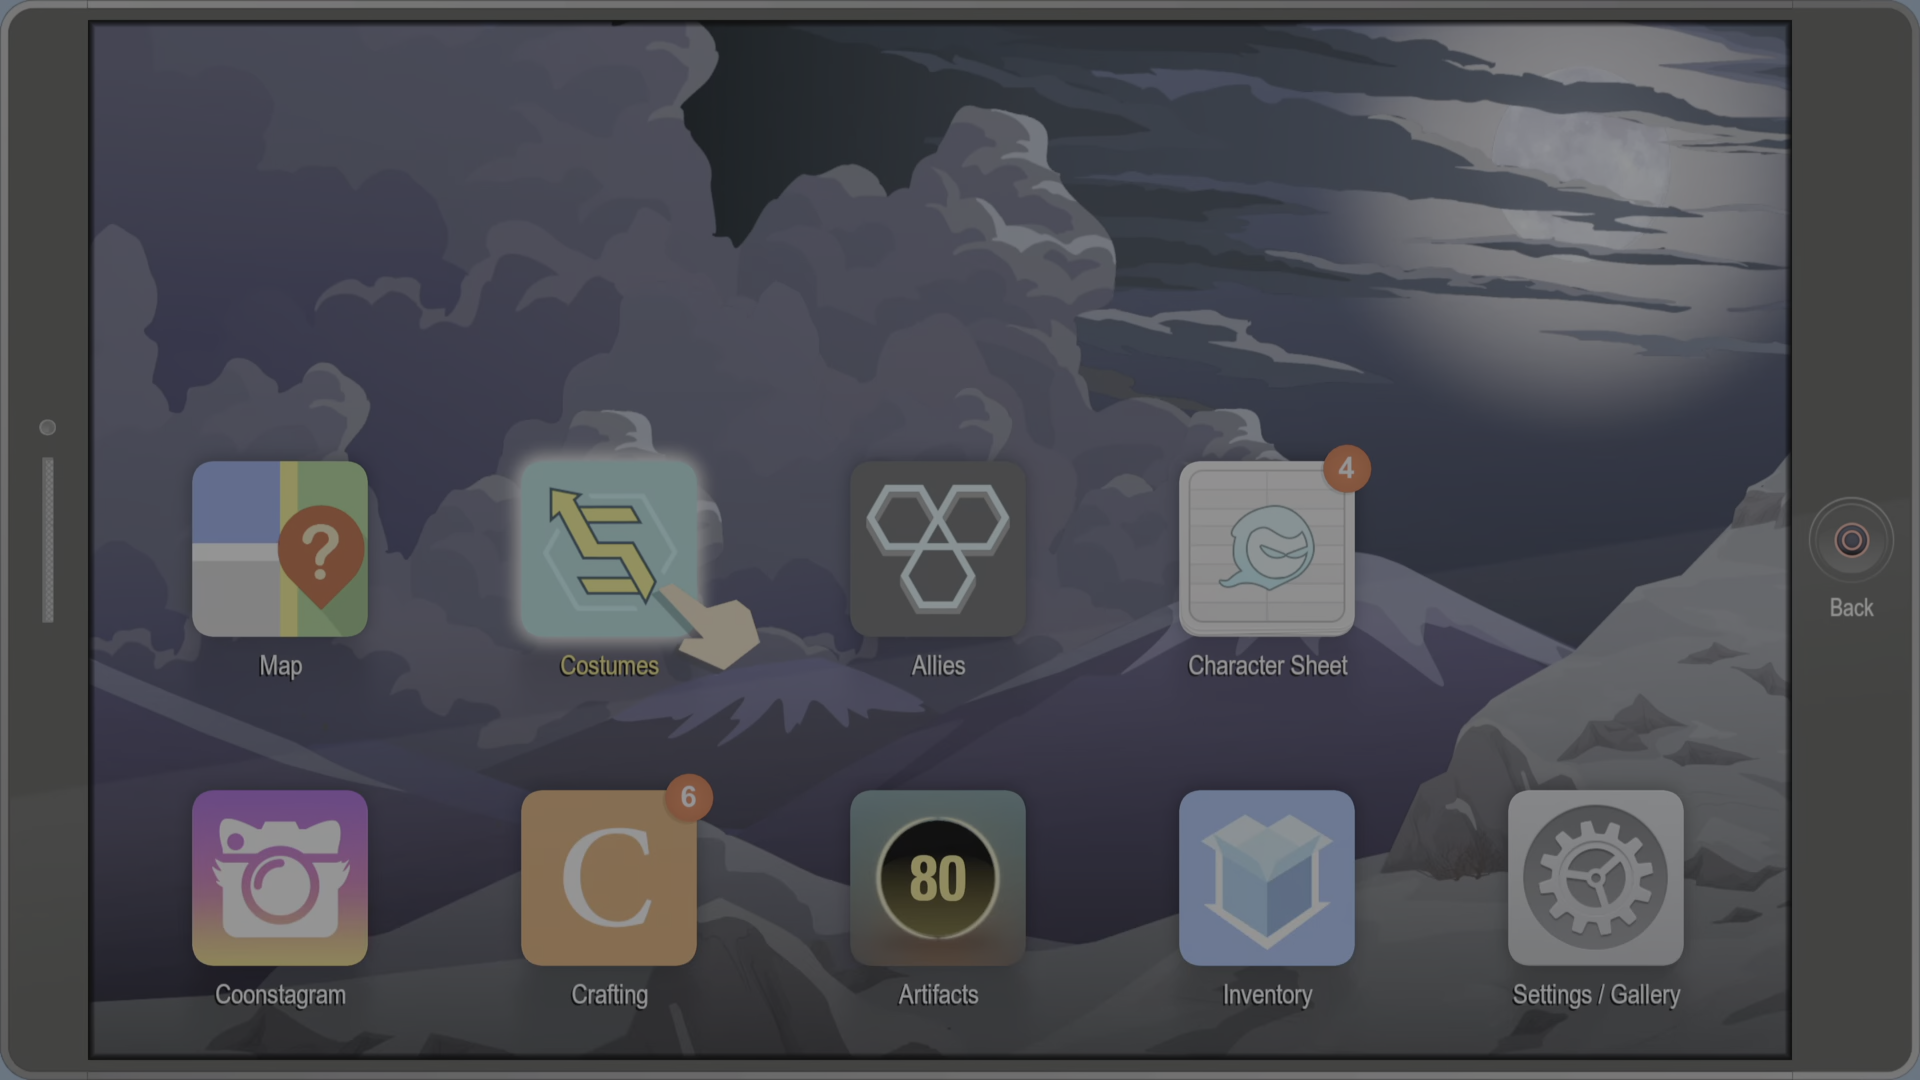 4
?
Map
Costumes
Allies
Character Sheet
Back
6
C
80
Coonstagram
Crafting
Artifacts
Inventory
Settings / Gallery